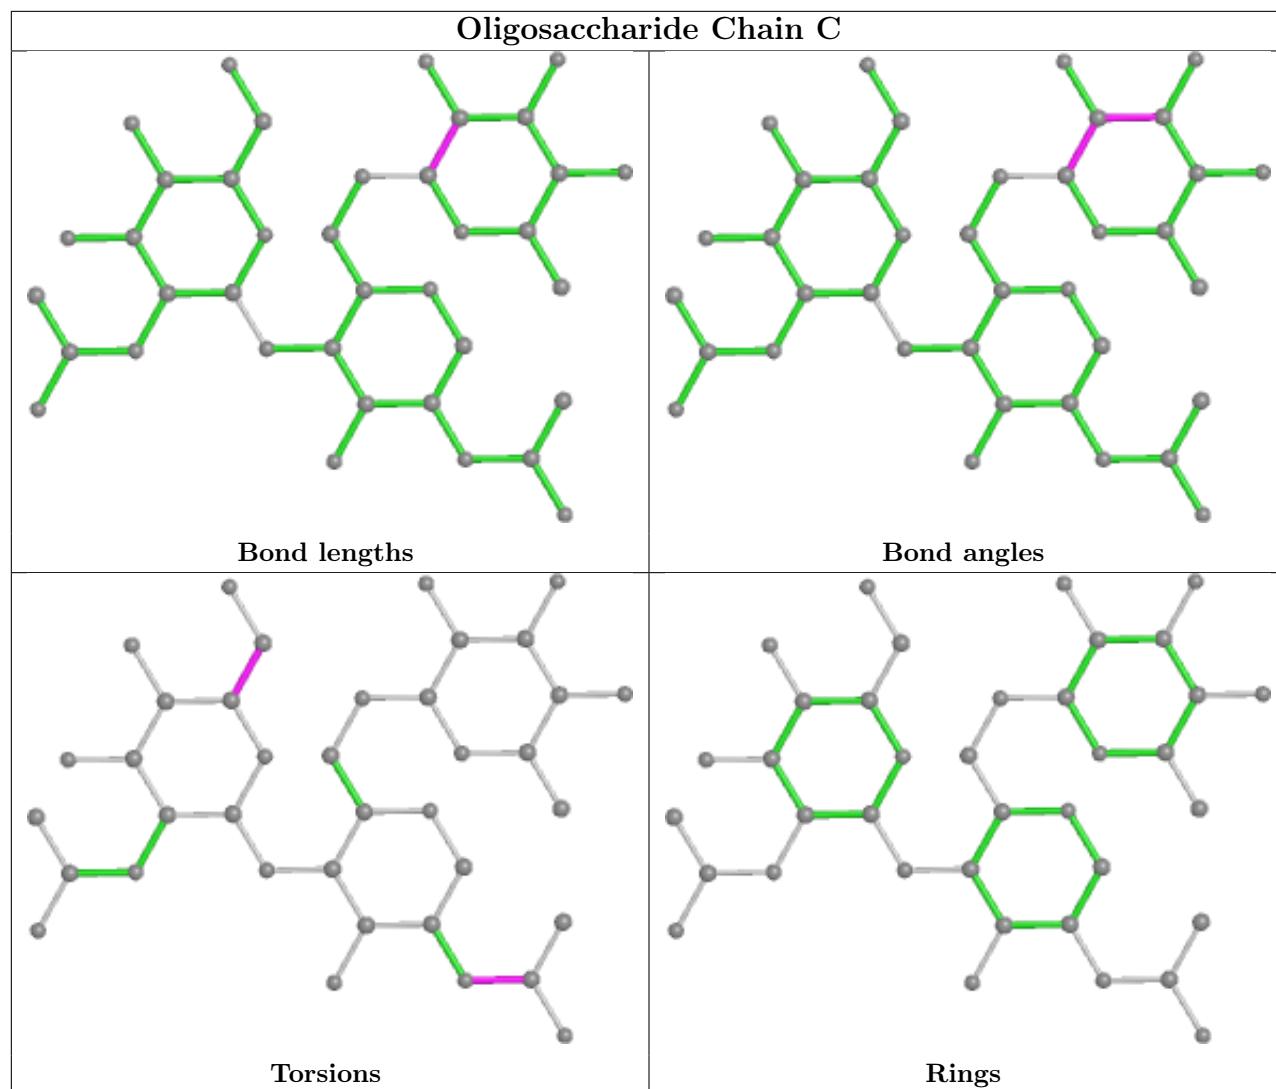 Oligosaccharide Chain C
Bond lengths
Bond angles
Torsions
Rings